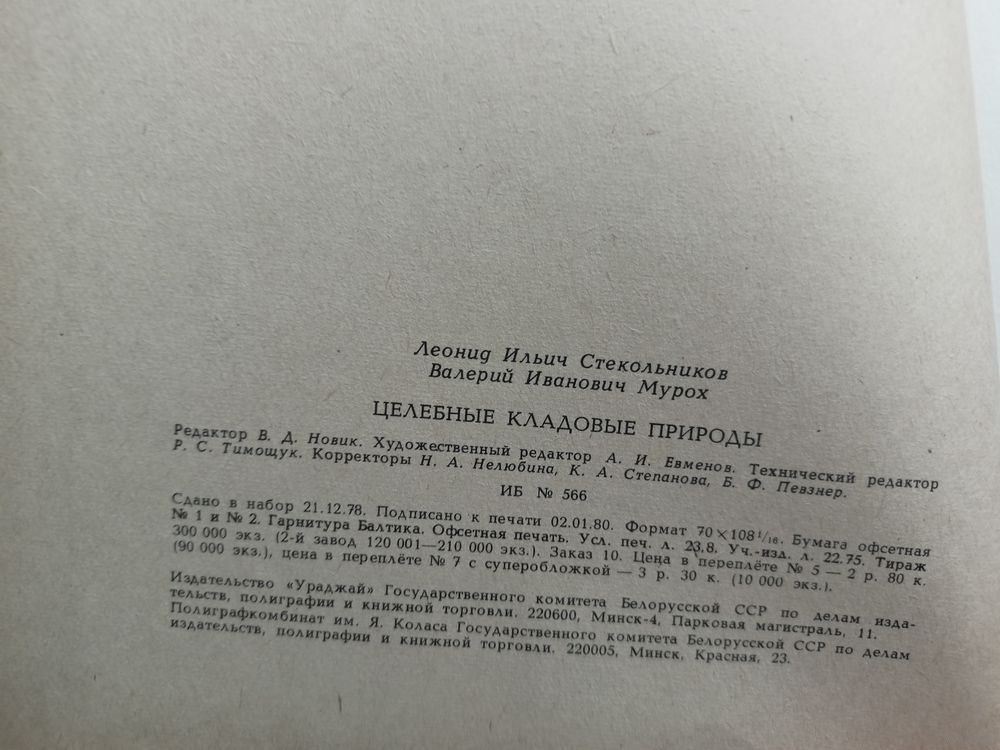 Леонид Ильич Стекольников
Валерий Иванович Мурох
ЦЕЛЕБНЫЕ КЛАДОВЫЕ ПРИРОДЫ
Редактор В. Д. Новик. Художественный редактор А. И. Евменов. Технический редактор
Р. С. Тимощук. Корректоры Н. А. Нелюбина, К. А. Степанова, Б. Ф. Певзнер.
ИБ № 566
Сдано в набор 21.12.78. Подписано к печати 02.01.80. Формат 70×108 1/16. Бумага офсетная
№ 1 и № 2. Гарнитура Балтика. Офсетная печать. Усл. печ. л. 23,8. Уч.-изд. л. 22.75. Тираж
300 000 экз. (2-й завод 120 001—210 000 экз.). Заказ 10. Цена в переплёте № 5 — 2 р. 80 к.
(90 000 экз.), цена в переплёте № 7 с суперобложкой — 3 р. 30 к. (10 000 экз.).
Издательство «Ураджай» Государственного комитета Белорусской ССР по делам изда-
тельств, полиграфии и книжной торговли. 220600, Минск-4, Парковая магистраль, 11.
Полиграфкомбинат им. Я. Коласа Государственного комитета Белорусской ССР по делам
издательств, полиграфии и книжной торговли. 220005, Минск, Красная, 23.